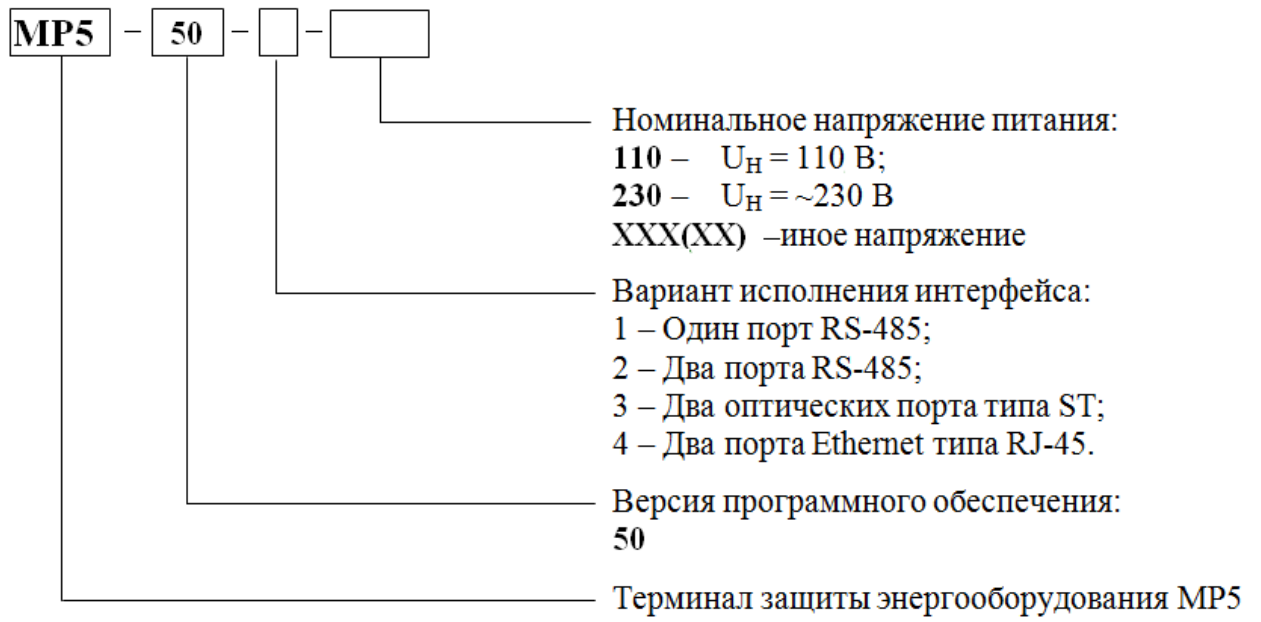 МР5 – 50 – –
Номинальное напряжение питания:
110 – UН = 110 В;
230 – UН = ~230 В
XXX(XX) –иное напряжение
Вариант исполнения интерфейса:
1 – Один порт RS-485;
2 – Два порта RS-485;
3 – Два оптических порта типа ST;
4 – Два порта Ethernet типа RJ-45.
Версия программного обеспечения:
50
Терминал защиты энергооборудования МР5